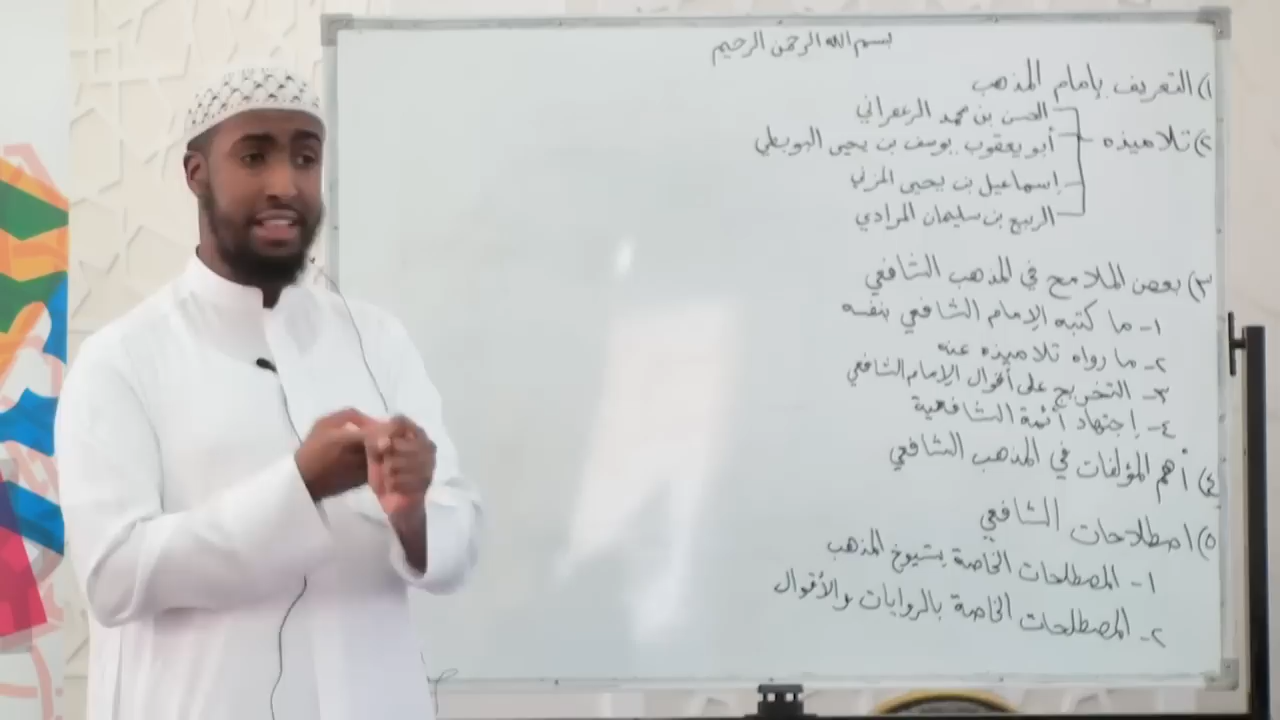 بسم الله الرحمن الرحيم
١) التعريف بإمام المذهب
٢) تلاميذه
الحسن بن محمد الزعفراني
أبو يعقوب يوسف بن يحيى البويطي
إسماعيل بن يحيى المزني
الربيع بن سليمان المرادي
٣) بعض الملامح في المذهب الشافعي
١- ما كتبه الإمام الشافعي بنفسه
٢- ما رواه تلاميذه عنه
٣- التخريج على أقوال الإمام الشافعي
٤- إجتهاد أئمة الشافعية
٤) أهم المؤلفات في المذهب الشافعي
٥) اصطلاحات الشافعي
١- المصطلحات الخاصة بشيوخ المذهب
٢- المصطلحات الخاصة بالروايات والأقوال